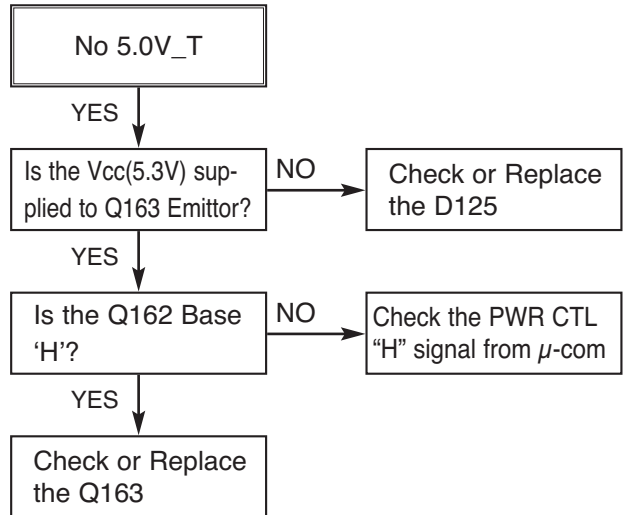 No 5.0V_T
YES
Is the Vcc(5.3V) sup-
plied to Q163 Emittor?
NO
Check or Replace
the D125
YES
Is the Q162 Base
‘H’?
NO
Check the PWR CTL
“H” signal from µ-com
YES
Check or Replace
the Q163